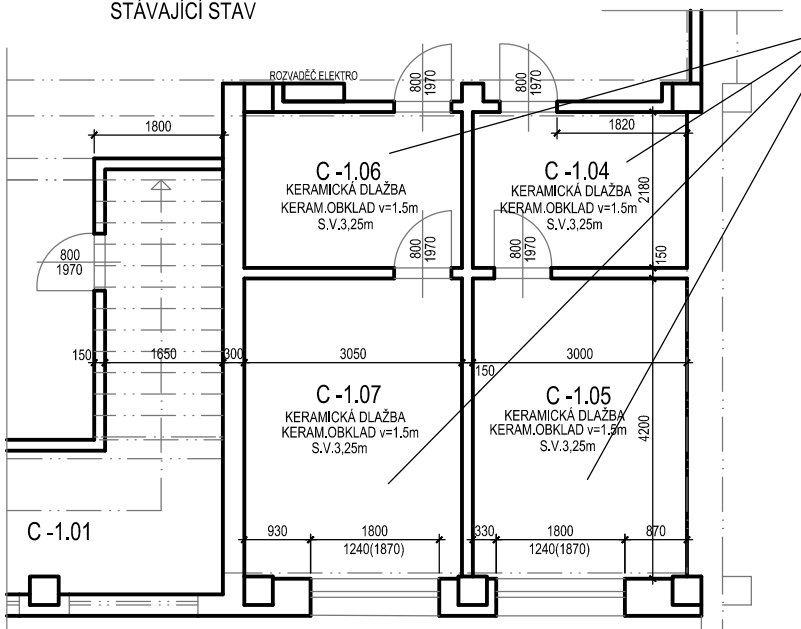 STÁVAJÍCÍ STAV
ROZVADĚČ ELEKTRO
800
1970
800
1970
1800
1820
C -1.06
KERAMICKÁ DLAŽBA
KERAM.OBKLAD v=1.5m
S.V.3,25m
C -1.04
KERAMICKÁ DLAŽBA
KERAM.OBKLAD v=1.5m
S.V.3,25m
2180
800
1970
800
1970
800
1970
150
150
1650
300
3050
150
3000
C -1.07
KERAMICKÁ DLAŽBA
KERAM.OBKLAD v=1.5m
S.V.3,25m
C -1.05
KERAMICKÁ DLAŽBA
KERAM.OBKLAD v=1.5m
S.V.3,25m
4200
C -1.01
930
1800
1240(1870)
330
1800
1240(1870)
870